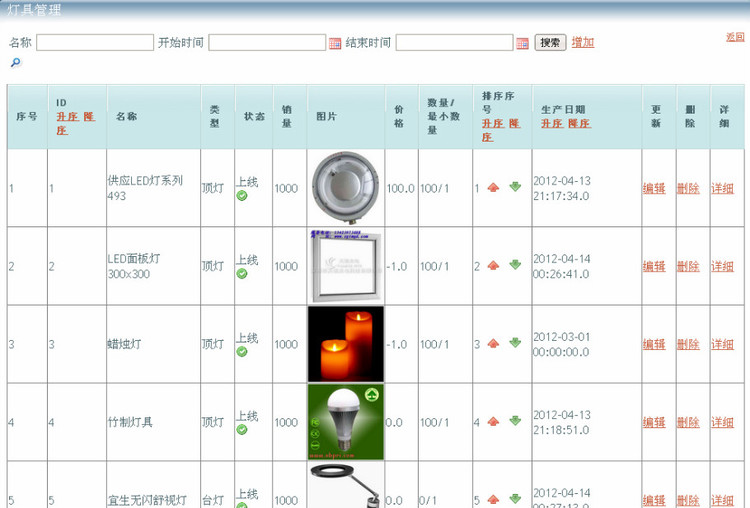 灯具管理
名称 开始时间 结束时间 搜索 增加 返回
序号 ID 升序 降序 名称 类型 状态 销量 图片 价格 数量/最小数量 排序序号 升序 降序 生产日期 升序 降序 更新 删除 详细
1 1 供应LED灯系列493 顶灯 上线 1000 100.0 100/1 1 2012-04-13 21:17:34.0 编辑 删除 详细
2 2 LED面板灯300x300 顶灯 上线 1000 -1.0 100/1 2 2012-04-14 00:26:41.0 编辑 删除 详细
3 3 蜡烛灯 顶灯 上线 1000 -1.0 100/1 3 2012-03-01 00:00:00.0 编辑 删除 详细
4 4 竹制灯具 顶灯 上线 1000 0.0 100/1 4 2012-04-13 21:18:51.0 编辑 删除 详细
5 5 宜生无闪舒视灯 台灯 上线 1000 0.0 0/1 5 2012-04-14 编辑 删除 详细